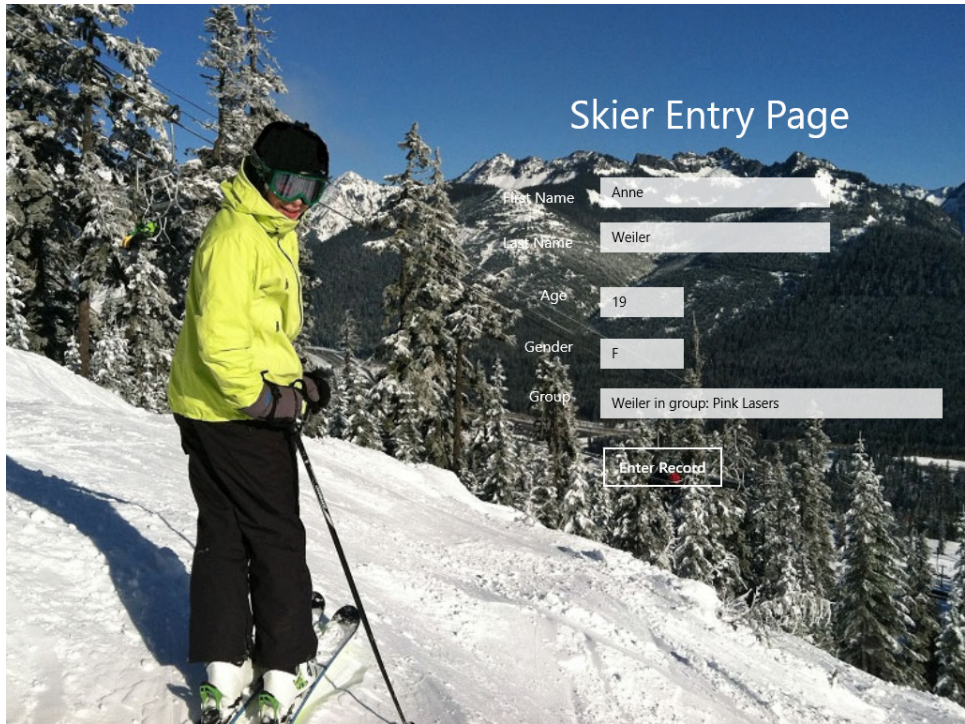 Skier Entry Page
First Name Anne
Last Name Weiler
Age 19
Gender F
Group Weiler in group: Pink Lasers
Enter Record